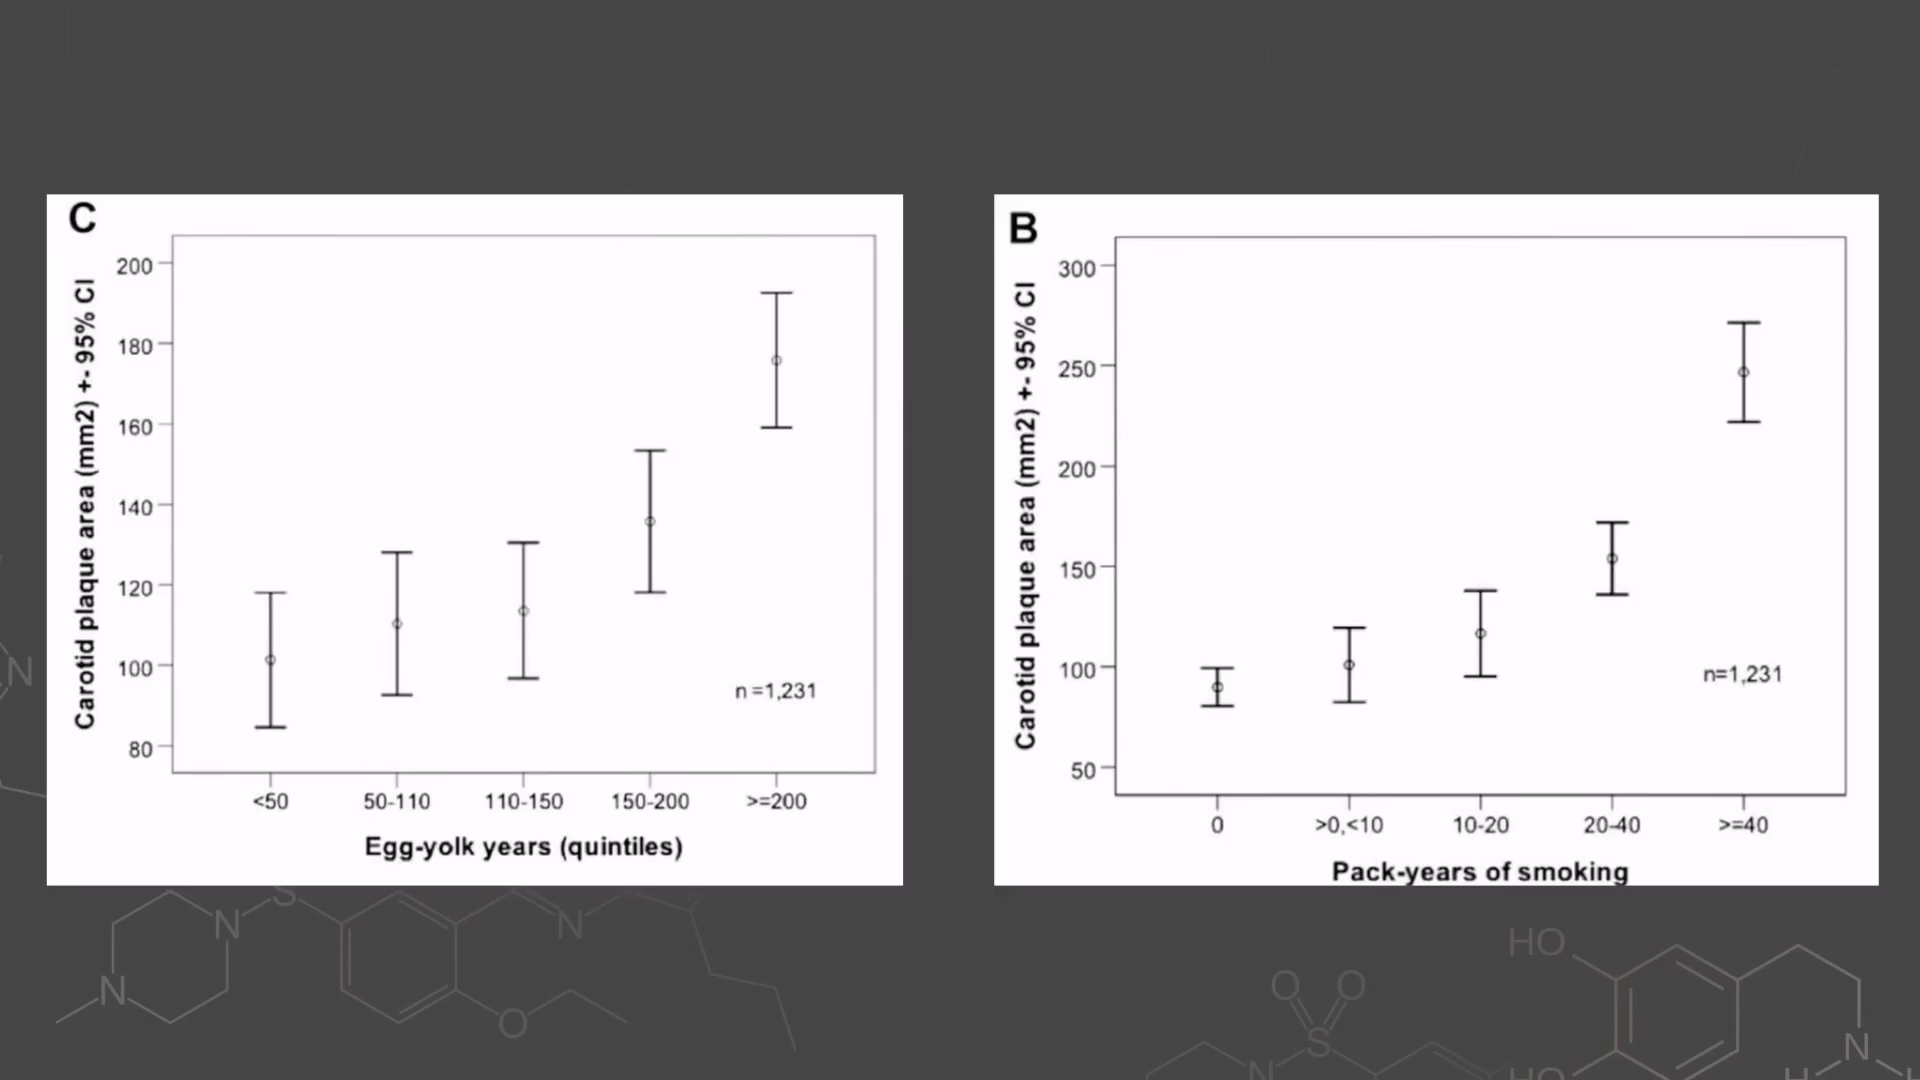 C
Carotid plaque area (mm2) +- 95% CI
200
180
160
140
120
100
80
n =1,231
<50 50-110 110-150 150-200 >=200
Egg-yolk years (quintiles)
B
Carotid plaque area (mm2) +- 95% CI
300
250
200
150
100
50
n=1,231
0 >0,<10 10-20 20-40 >=40
Pack-years of smoking
N
S
N
N
N
O
HO
O O
S
N
N
HO
H H